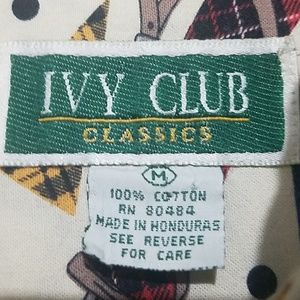 IVY CLUB
CLASSICS
M
100% COTTON
RN 80484
MADE IN HONDURAS
SEE REVERSE
FOR CARE